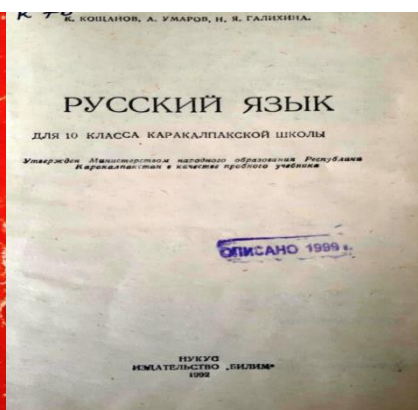 К. КОЩАНОВ, А. УМАРОВ, Н. Я. ГАЛИХИНА.
РУССКИЙ ЯЗЫК
ДЛЯ 10 КЛАССА КАРАКАЛПАКСКОЙ ШКОЛЫ
Утвержден Министерством народного образования Республики
Каракалпакстан в качестве пробного учебника
ОПИСАНО 1999 г.
НУКУС
ИЗДАТЕЛЬСТВО „БИЛИМ“
1992